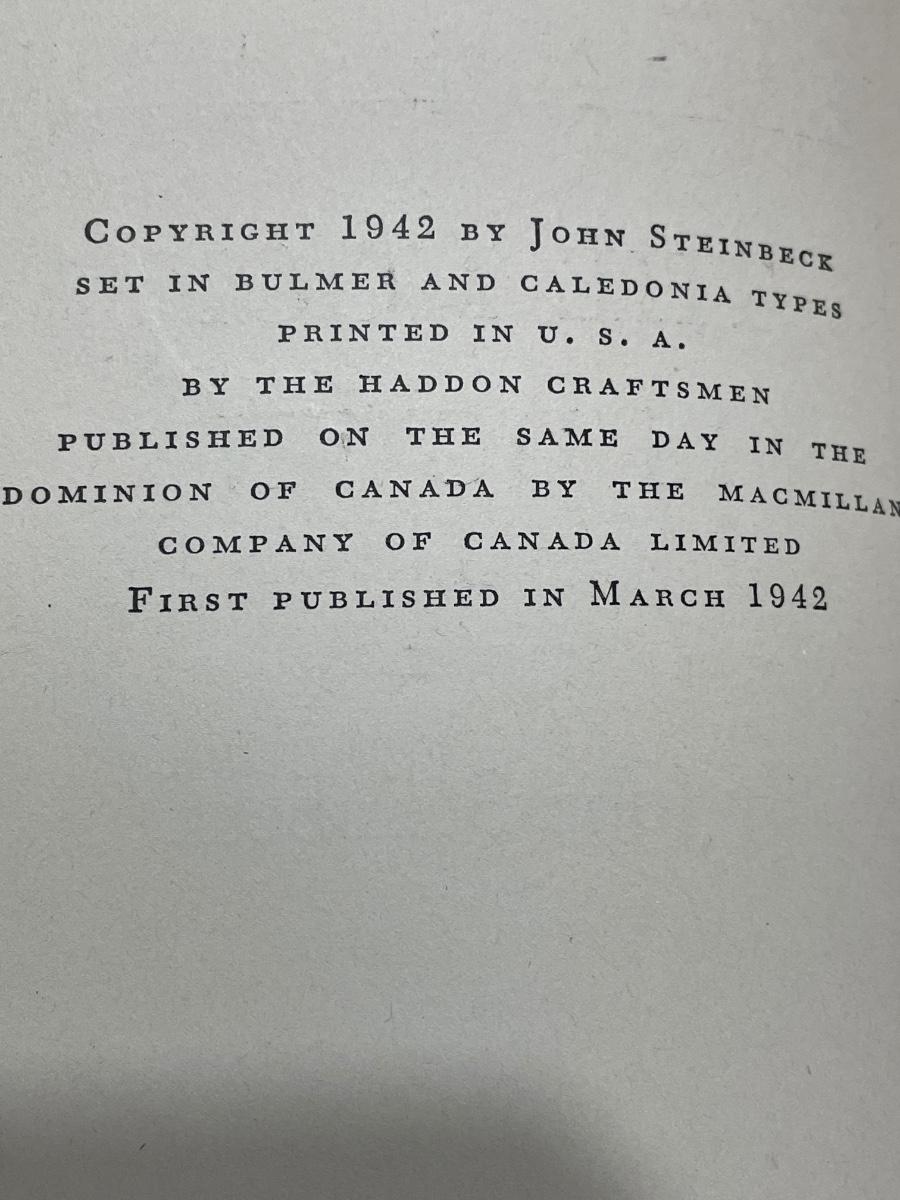 Copyright 1942 by John Steinbeck
SET IN BULMER AND CALEDONIA TYPES
PRINTED IN U. S. A.
BY THE HADDON CRAFTSMEN
PUBLISHED ON THE SAME DAY IN THE
DOMINION OF CANADA BY THE MACMILLAN
COMPANY OF CANADA LIMITED
First published in March 1942